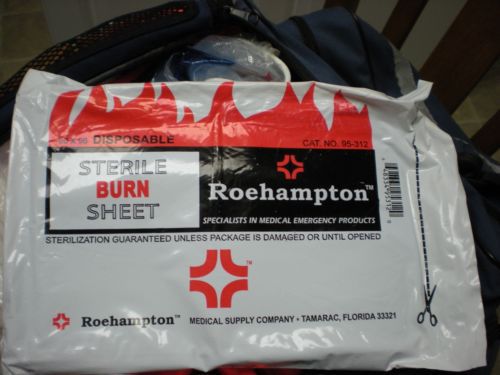 DISPOSABLE
CAT. NO. 95-312
STERILE
BURN
SHEET
Roehampton™
SPECIALISTS IN MEDICAL EMERGENCY PRODUCTS
STERILIZATION GUARANTEED UNLESS PACKAGE IS DAMAGED OR UNTIL OPENED
TM
Roehampton™ MEDICAL SUPPLY COMPANY • TAMARAC, FLORIDA 33321